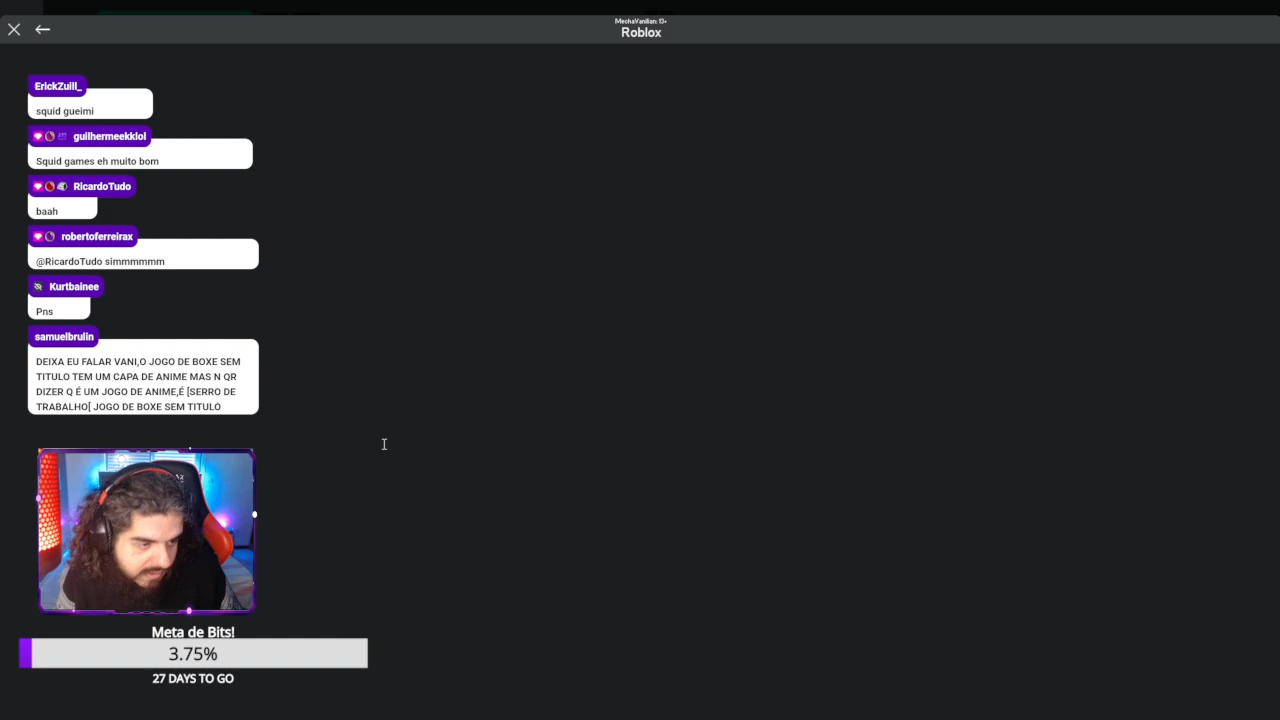 MechaVanilian: 13+
Roblox
ErickZuill_
squid gueimi
guilhermeekklol
Squid games eh muito bom
RicardoTudo
baah
robertoferreirax
@RicardoTudo simmmmmm
Kurtbainee
Pns
samuelbrulin
DEIXA EU FALAR VANI,O JOGO DE BOXE SEM
TITULO TEM UM CAPA DE ANIME MAS N QR
DIZER Q É UM JOGO DE ANIME,É [SERRO DE
TRABALHO[ JOGO DE BOXE SEM TITULO
Meta de Bits!
3.75%
27 DAYS TO GO